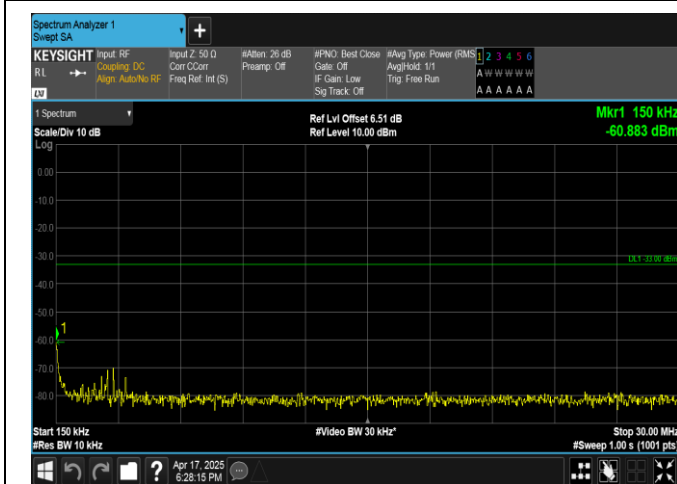 Spectrum Analyzer 1
Swept SA
+
KEYSIGHT Input: RF Input Z: 50 Ω #Atten: 26 dB #PNO: Best Close #Avg Type: Power (RMS 1 2 3 4 5 6
RL Coupling: DC Corr CCorr Preamp: Off Gate: Off Avg|Hold: 1/1 A W W W W W
Align: Auto/No RF Freq Ref: Int (S) IF Gain: Low Trig: Free Run
LXI Sig Track: Off A A A A A A
1 Spectrum Ref Lvl Offset 6.51 dB Mkr1 150 kHz
Scale/Div 10 dB Ref Level 10.00 dBm -60.883 dBm
Log
0.00
-10.0
-20.0
-30.0
DL1 -33.00 dBm
-40.0
-50.0
1
-60.0
-70.0
-80.0
Start 150 kHz #Video BW 30 kHz* Stop 30.00 MHz
#Res BW 10 kHz #Sweep 1.00 s (1001 pts)
? Apr 17, 2025
6:28:15 PM